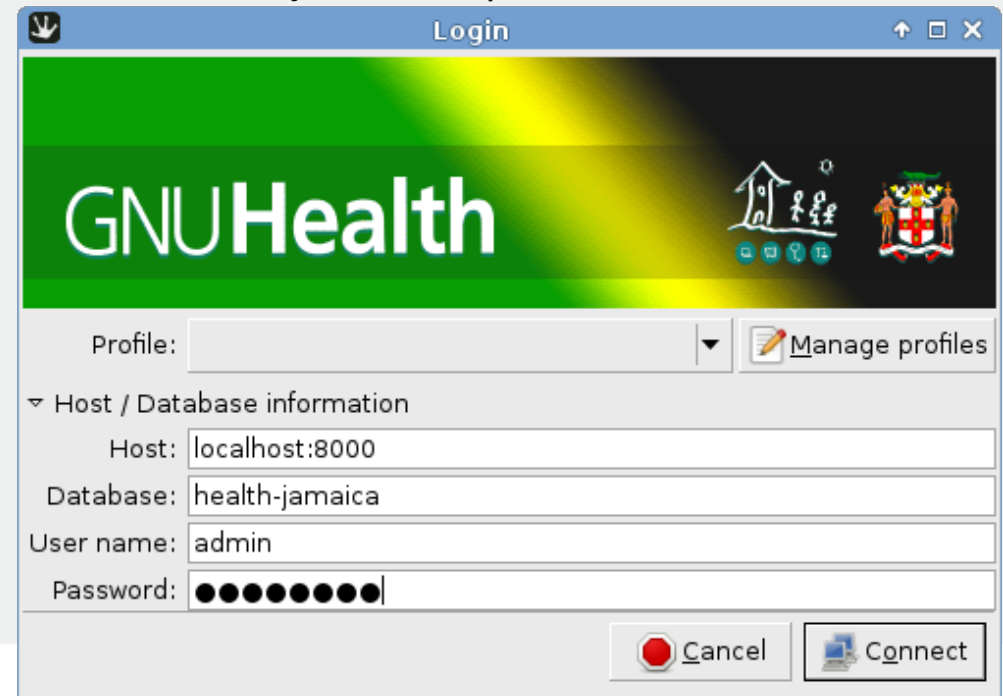 Login
GNUHealth
Profile:
Manage profiles
Host / Database information
Host: localhost:8000
Database: health-jamaica
User name: admin
Password: ●●●●●●●●
Cancel
Connect